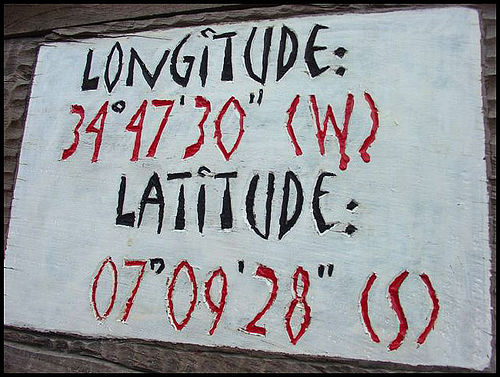 LONGITUDE:
34°47'30" (W)
LATITUDE:
07°09'28" (S)